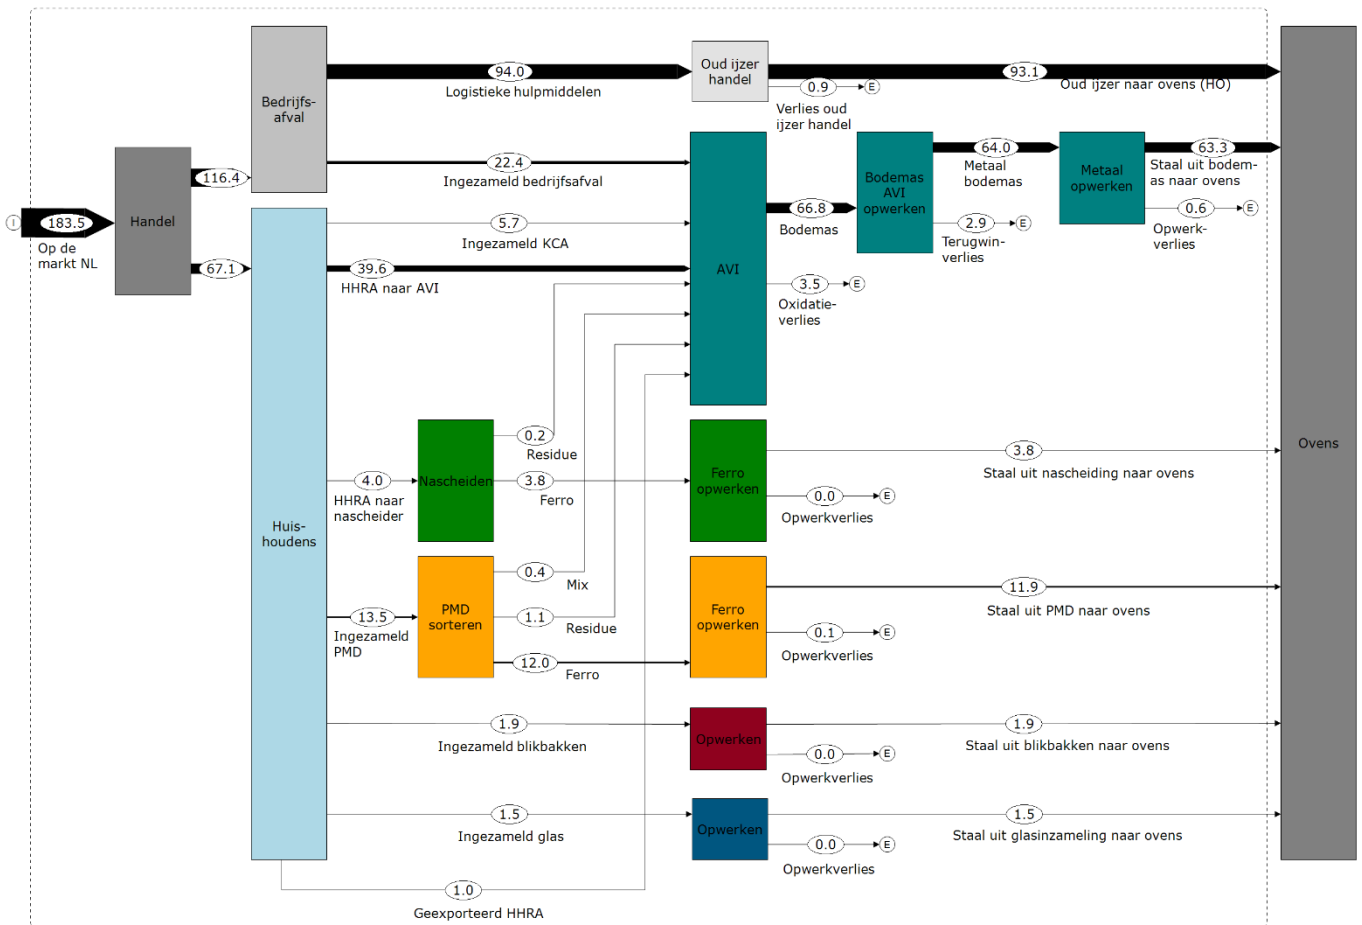 Oud ijzer
handel
94.0
Logistieke hulpmiddelen
93.1
Oud ijzer naar ovens (HO)
0.9
E
Verlies oud
ijzer handel
Bedrijfs-
afval
116.4
22.4
Ingezameld bedrijfsafval
Handel
I
183.5
Op de
markt NL
67.1
5.7
Ingezameld KCA
39.6
HHRA naar AVI
AVI
66.8
Bodemas
3.5
E
Oxidatie-
verlies
Bodemas
AVI
opwerken
64.0
Metaal
bodemas
2.9
E
Terugwin-
verlies
Metaal
opwerken
63.3
Staal uit bodem-
as naar ovens
0.6
E
Opwerk-
verlies
Ovens
Huis-
houdens
4.0
HHRA naar
nascheider
Nascheiden
0.2
Residue
3.8
Ferro
Ferro
opwerken
3.8
Staal uit nascheiding naar ovens
0.0
E
Opwerkverlies
13.5
Ingezameld
PMD
PMD
sorteren
0.4
Mix
1.1
Residue
12.0
Ferro
Ferro
opwerken
11.9
Staal uit PMD naar ovens
0.1
E
Opwerkverlies
1.9
Ingezameld blikbakken
Opwerken
1.9
Staal uit blikbakken naar ovens
0.0
E
Opwerkverlies
1.5
Ingezameld glas
Opwerken
1.5
Staal uit glasinzameling naar ovens
0.0
E
Opwerkverlies
1.0
Geexporteerd HHRA